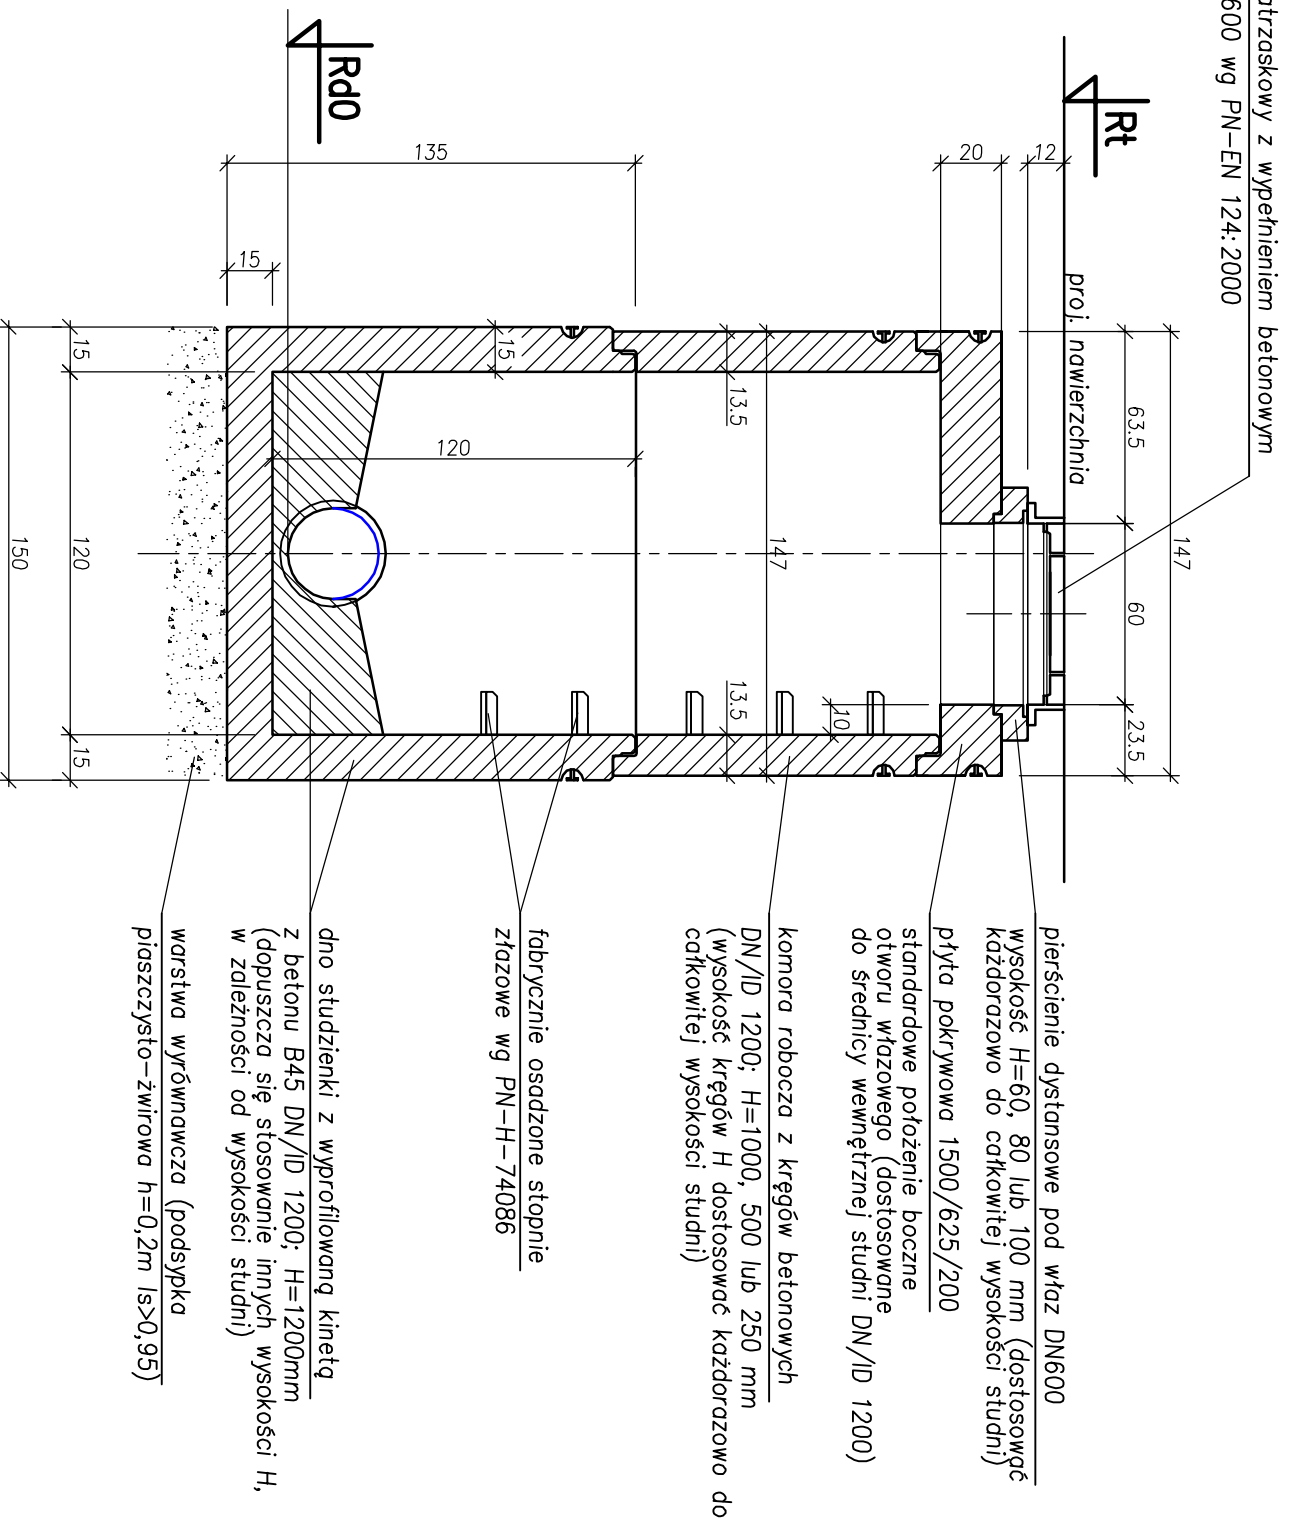 atrzaskowy z wypełnieniem betonowym
600 wg PN-EN 124:2000
Rt
Rd0
proj. nawierzchnia
147
63.5
60
23.5
12
20
135
15
120
147
13.5
13.5
10
15
15
120
15
150
pierścienie dystansowe pod właz DN600
wysokość H=60, 80 lub 100 mm (dostosować
każdorazowo do całkowitej wysokości studni)
płyta pokrywowa 1500/625/200
standardowe położenie boczne
otworu włazowego (dostosowane
do średnicy wewnętrznej studni DN/ID 1200)
komora robocza z kręgów betonowych
DN/ID 1200; H=1000, 500 lub 250 mm
(wysokość kręgów H dostosować każdorazowo do
całkowitej wysokości studni)
fabrycznie osadzone stopnie
złazowe wg PN-H-74086
dno studzienki z wyprofilowaną kinetą
z betonu B45 DN/ID 1200; H=1200mm
(dopuszcza się stosowanie innych wysokości H,
w zależności od wysokości studni)
warstwa wyrównawcza (podsypka
piaszczysto-żwirowa h=0,2m Is>0,95)